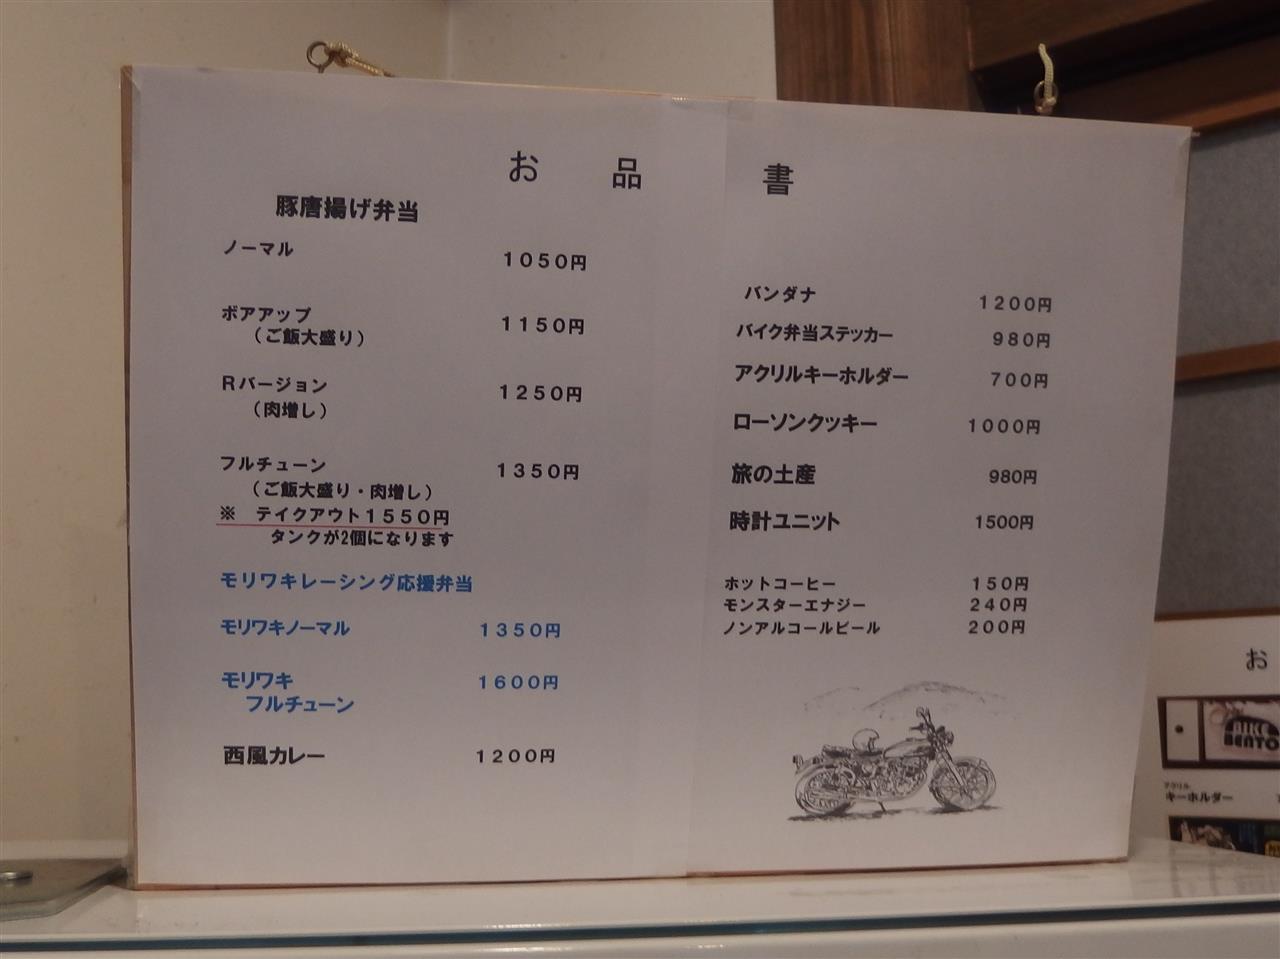 お 品 書
豚唐揚げ弁当
ノーマル 1050円
ボアアップ 1150円
（ご飯大盛り）
Rバージョン 1250円
（肉増し）
フルチューン 1350円
（ご飯大盛り・肉増し）
※ テイクアウト1550円
タンクが2個になります
モリワキレーシング応援弁当
モリワキノーマル 1350円
モリワキ 1600円
フルチューン
西風カレー 1200円
バンダナ 1200円
バイク弁当ステッカー 980円
アクリルキーホルダー 700円
ローソンクッキー 1000円
旅の土産 980円
時計ユニット 1500円
ホットコーヒー 150円
モンスターエナジー 240円
ノンアルコールビール 200円
お
BIKE
BENTO
アクリル
キーホルダー